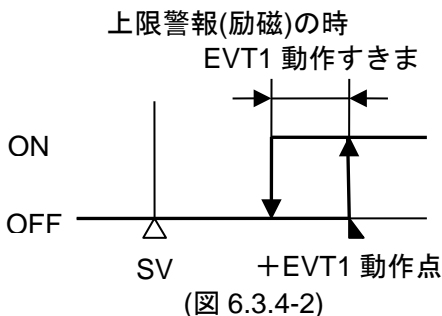 上限警報(励磁)の時
EVT1 動作すきま
ON
OFF
SV
＋EVT1 動作点
(図 6.3.4-2)